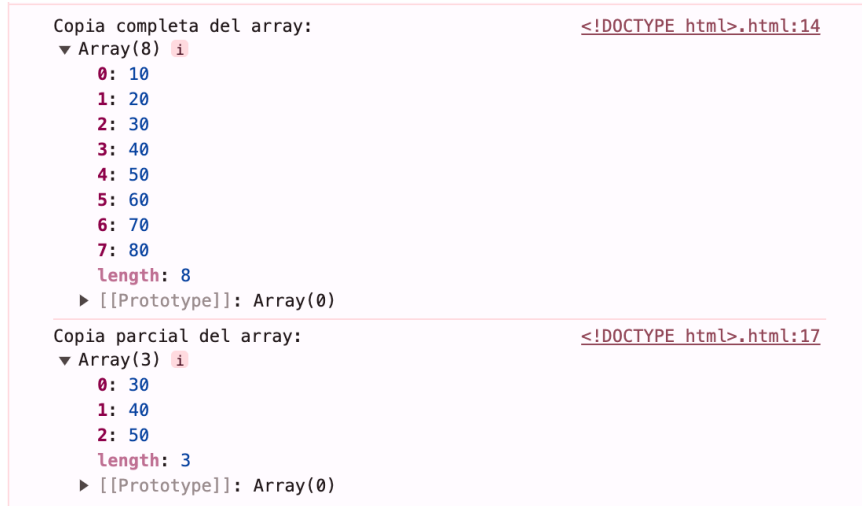 Copia completa del array: <!DOCTYPE html>.html:14
▼ Array(8) i
0: 10
1: 20
2: 30
3: 40
4: 50
5: 60
6: 70
7: 80
length: 8
▶ [[Prototype]]: Array(0)
Copia parcial del array: <!DOCTYPE html>.html:17
▼ Array(3) i
0: 30
1: 40
2: 50
length: 3
▶ [[Prototype]]: Array(0)